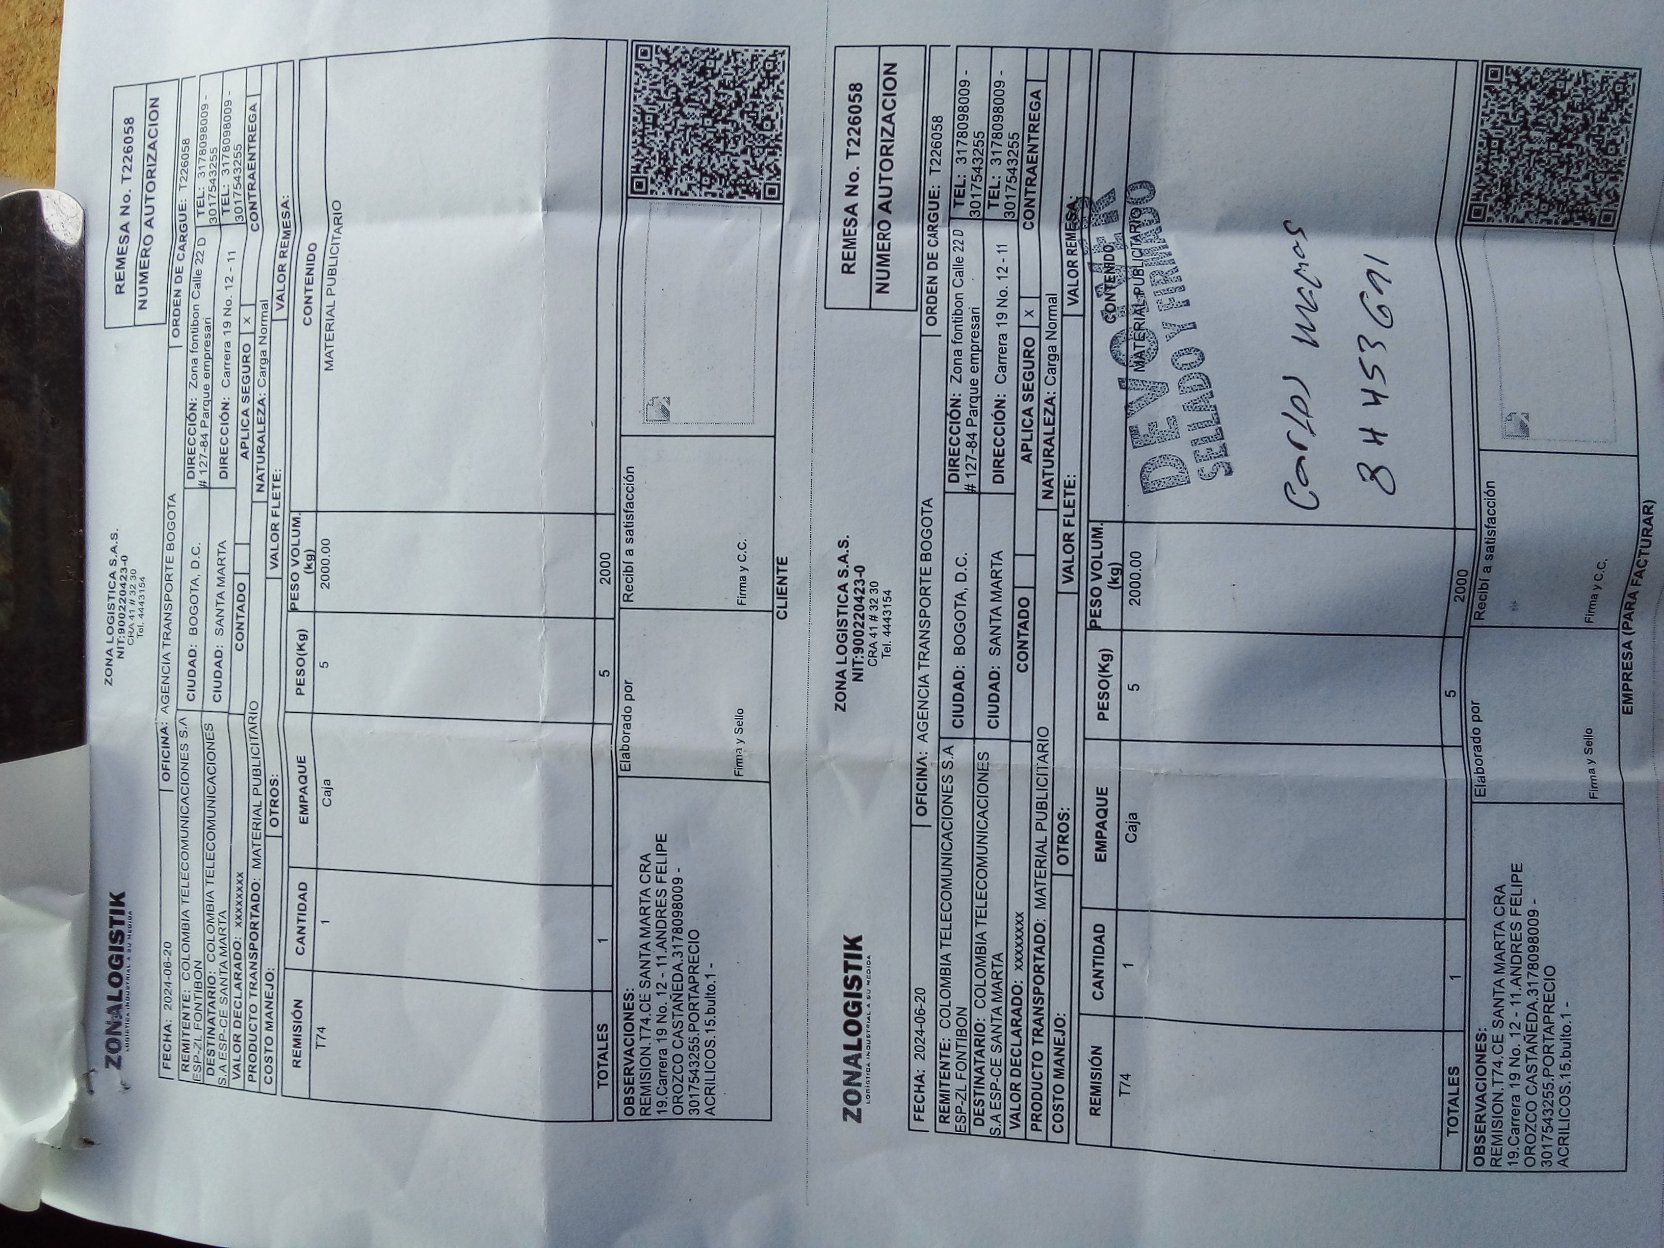 ZONALOGISTIK
LOGISTICA INDUSTRIAL A SU MEDIDA
ZONA LOGISTICA S.A.S.
NIT:900220423-0
CRA 41 # 32 30
Tel. 4443154
REMESA No. T226058
NUMERO AUTORIZACION
FECHA: 2024-06-20
OFICINA: AGENCIA TRANSPORTE BOGOTA
ORDEN DE CARGUE: T226058
REMITENTE: COLOMBIA TELECOMUNICACIONES S.A
ESP-ZL FONTIBON
CIUDAD: BOGOTA, D.C.
DIRECCIÓN: Zona fontibon Calle 22 D
# 127-84 Parque empresari
TEL: 3178098009 -
3017543255
DESTINATARIO: COLOMBIA TELECOMUNICACIONES
S.A ESP-CE SANTA MARTA
CIUDAD: SANTA MARTA
DIRECCIÓN: Carrera 19 No. 12 - 11
TEL: 3178098009 -
3017543255
VALOR DECLARADO: xxxxxxxx
CONTADO
APLICA SEGURO X
CONTRAENTREGA
PRODUCTO TRANSPORTADO: MATERIAL PUBLICITARIO
NATURALEZA: Carga Normal
COSTO MANEJO:
OTROS:
VALOR FLETE:
VALOR REMESA:
REMISIÓN CANTIDAD EMPAQUE PESO(Kg) PESO VOLUM. (kg) CONTENIDO
T74 1 Caja 5 2000.00 MATERIAL PUBLICITARIO
TOTALES 1 5 2000
OBSERVACIONES:
REMISION.T74.CE SANTA MARTA CRA
19.Carrera 19 No. 12 - 11.ANDRES FELIPE
OROZCO CASTAÑEDA.3178098009 -
3017543255.PORTAPRECIO
ACRILICOS.15.bulto.1 -
Elaborado por
Firma y Sello
Recibí a satisfacción
Firma y C.C.
CLIENTE
ZONALOGISTIK
LOGISTICA INDUSTRIAL A SU MEDIDA
ZONA LOGISTICA S.A.S.
NIT:900220423-0
CRA 41 # 32 30
Tel. 4443154
REMESA No. T226058
NUMERO AUTORIZACION
FECHA: 2024-06-20
OFICINA: AGENCIA TRANSPORTE BOGOTA
ORDEN DE CARGUE: T226058
REMITENTE: COLOMBIA TELECOMUNICACIONES S.A
ESP-ZL FONTIBON
CIUDAD: BOGOTA, D.C.
DIRECCIÓN: Zona fontibon Calle 22 D
# 127-84 Parque empresari
TEL: 3178098009 -
3017543255
DESTINATARIO: COLOMBIA TELECOMUNICACIONES
S.A ESP-CE SANTA MARTA
CIUDAD: SANTA MARTA
DIRECCIÓN: Carrera 19 No. 12 - 11
TEL: 3178098009 -
3017543255
VALOR DECLARADO: xxxxxxxx
CONTADO
APLICA SEGURO X
CONTRAENTREGA
PRODUCTO TRANSPORTADO: MATERIAL PUBLICITARIO
NATURALEZA: Carga Normal
COSTO MANEJO:
OTROS:
VALOR FLETE:
VALOR REMESA:
REMISIÓN CANTIDAD EMPAQUE PESO(Kg) PESO VOLUM. (kg) CONTENIDO
T74 1 Caja 5 2000.00 MATERIAL PUBLICITARIO
DEVOLVER
SELLADO Y FIRMADO
Carlos
TOTALES 1 5 2000
OBSERVACIONES:
REMISION.T74.CE SANTA MARTA CRA
19.Carrera 19 No. 12 - 11.ANDRES FELIPE
OROZCO CASTAÑEDA.3178098009 -
3017543255.PORTAPRECIO
ACRILICOS.15.bulto.1 -
Elaborado por
Firma y Sello
Recibí a satisfacción
Firma y C.C.
EMPRESA (PARA FACTURAR)